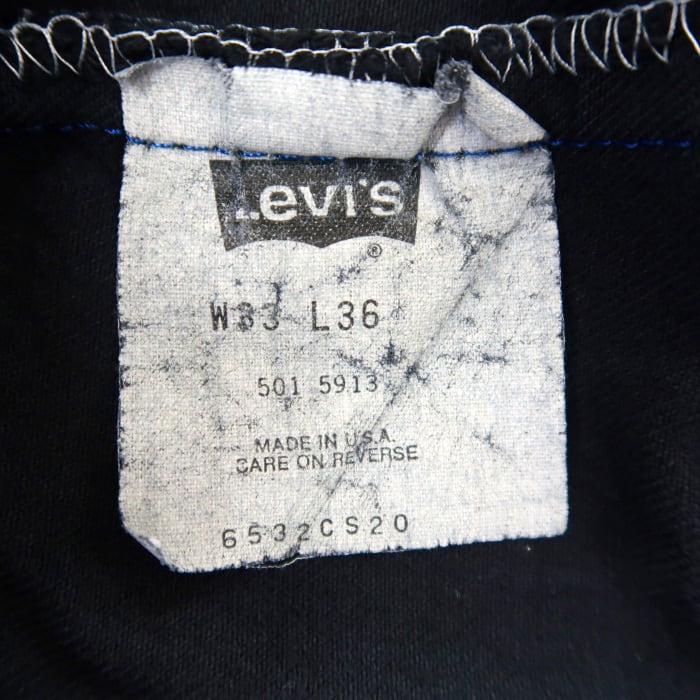 Levi's
®
W33 L36
501 5913
MADE IN U.S.A.
CARE ON REVERSE
6532CS20